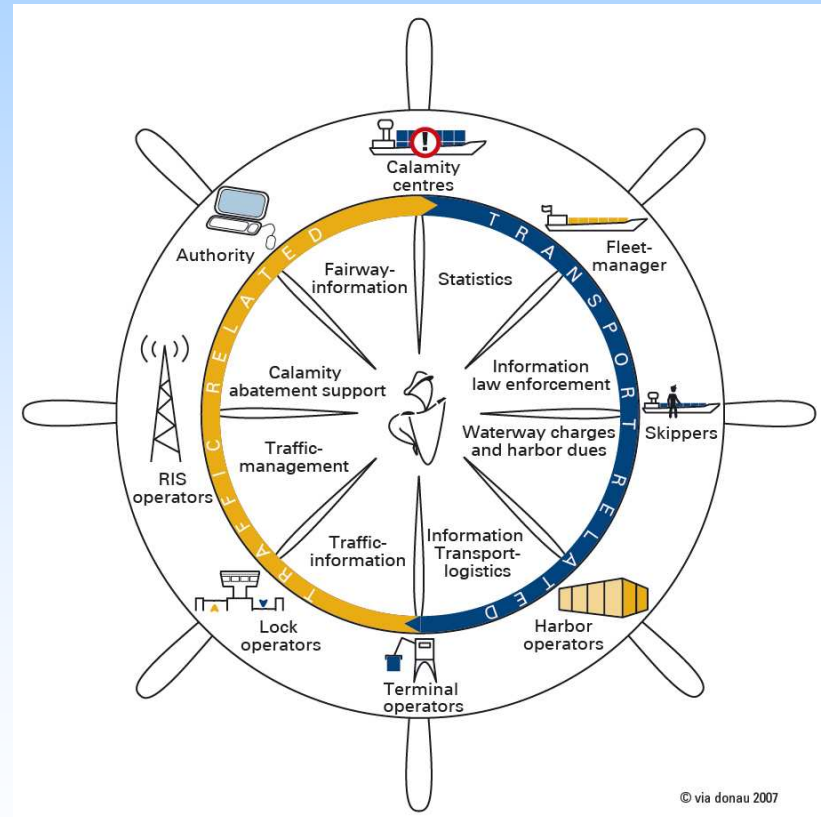 Calamity
centres
Fleet-
manager
Skippers
Harbor
operators
Terminal
operators
Lock
operators
RIS
operators
Authority
TRANSPORT RELATED
TRAFFIC RELATED
Statistics
Information
law enforcement
Waterway charges
and harbor dues
Information
Transport-
logistics
Traffic-
information
Traffic-
management
Calamity
abatement support
Fairway-
information
!
© via donau 2007